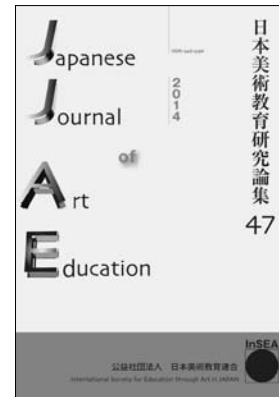 Japanese
Journal
of
Art
Education
2014
日本美術教育研究論集
47
InSEA
公益社団法人　日本美術教育連合
International Society for Education through Art in JAPAN